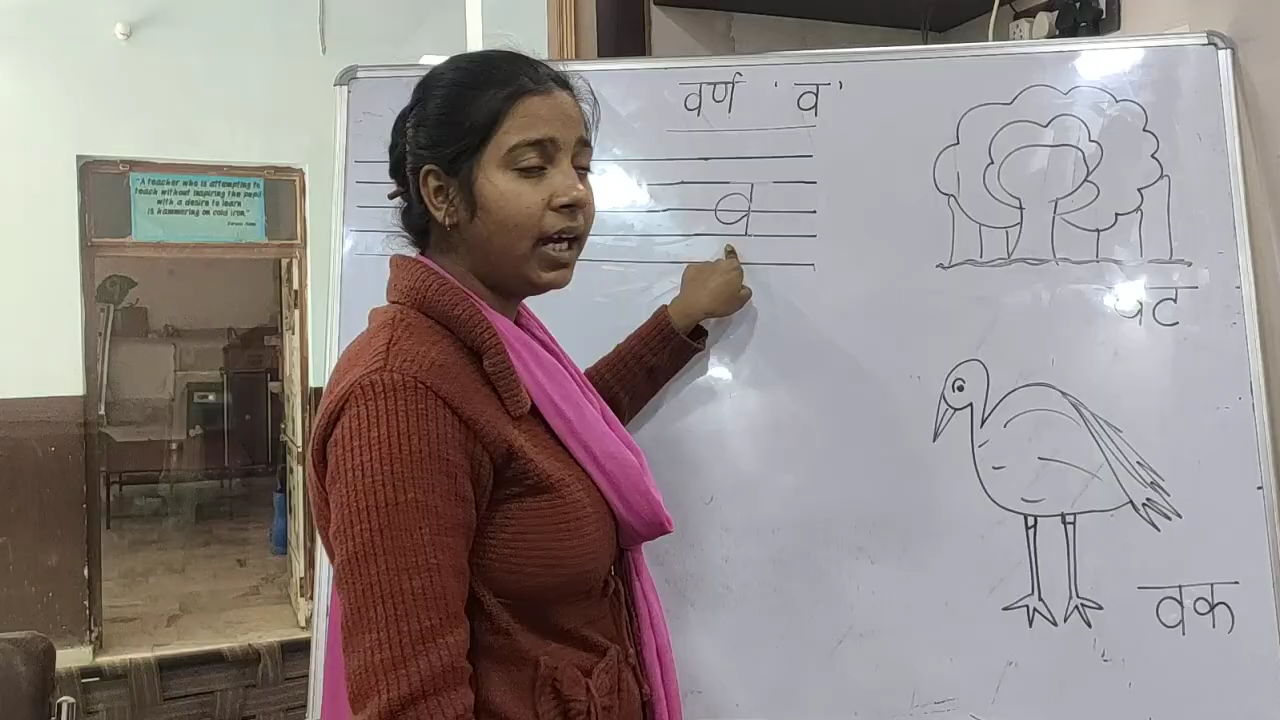 वर्ण ' व '
व
वट
वक
"A teacher who is attempting to
teach without inspiring the pupil
with a desire to learn
is hammering on cold iron."